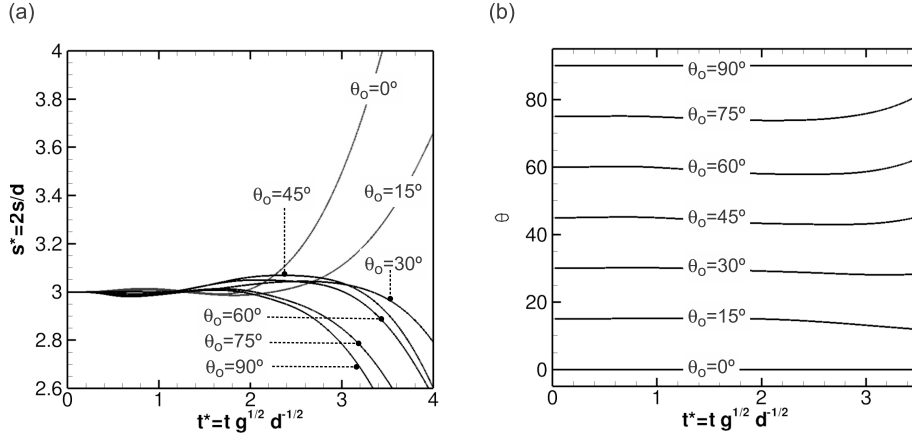 (a)
(b)
4
3.8
3.6
3.4
3.2
3
2.8
2.6
s*=2s/d
θo=0º
θo=15º
θo=45º
θo=30º
θo=60º
θo=75º
θo=90º
0 1 2 3 4
t*=t g1/2 d-1/2
80
60
40
20
0
θ
θo=90º
θo=75º
θo=60º
θo=45º
θo=30º
θo=15º
θo=0º
0 1 2 3
t*=t g1/2 d-1/2